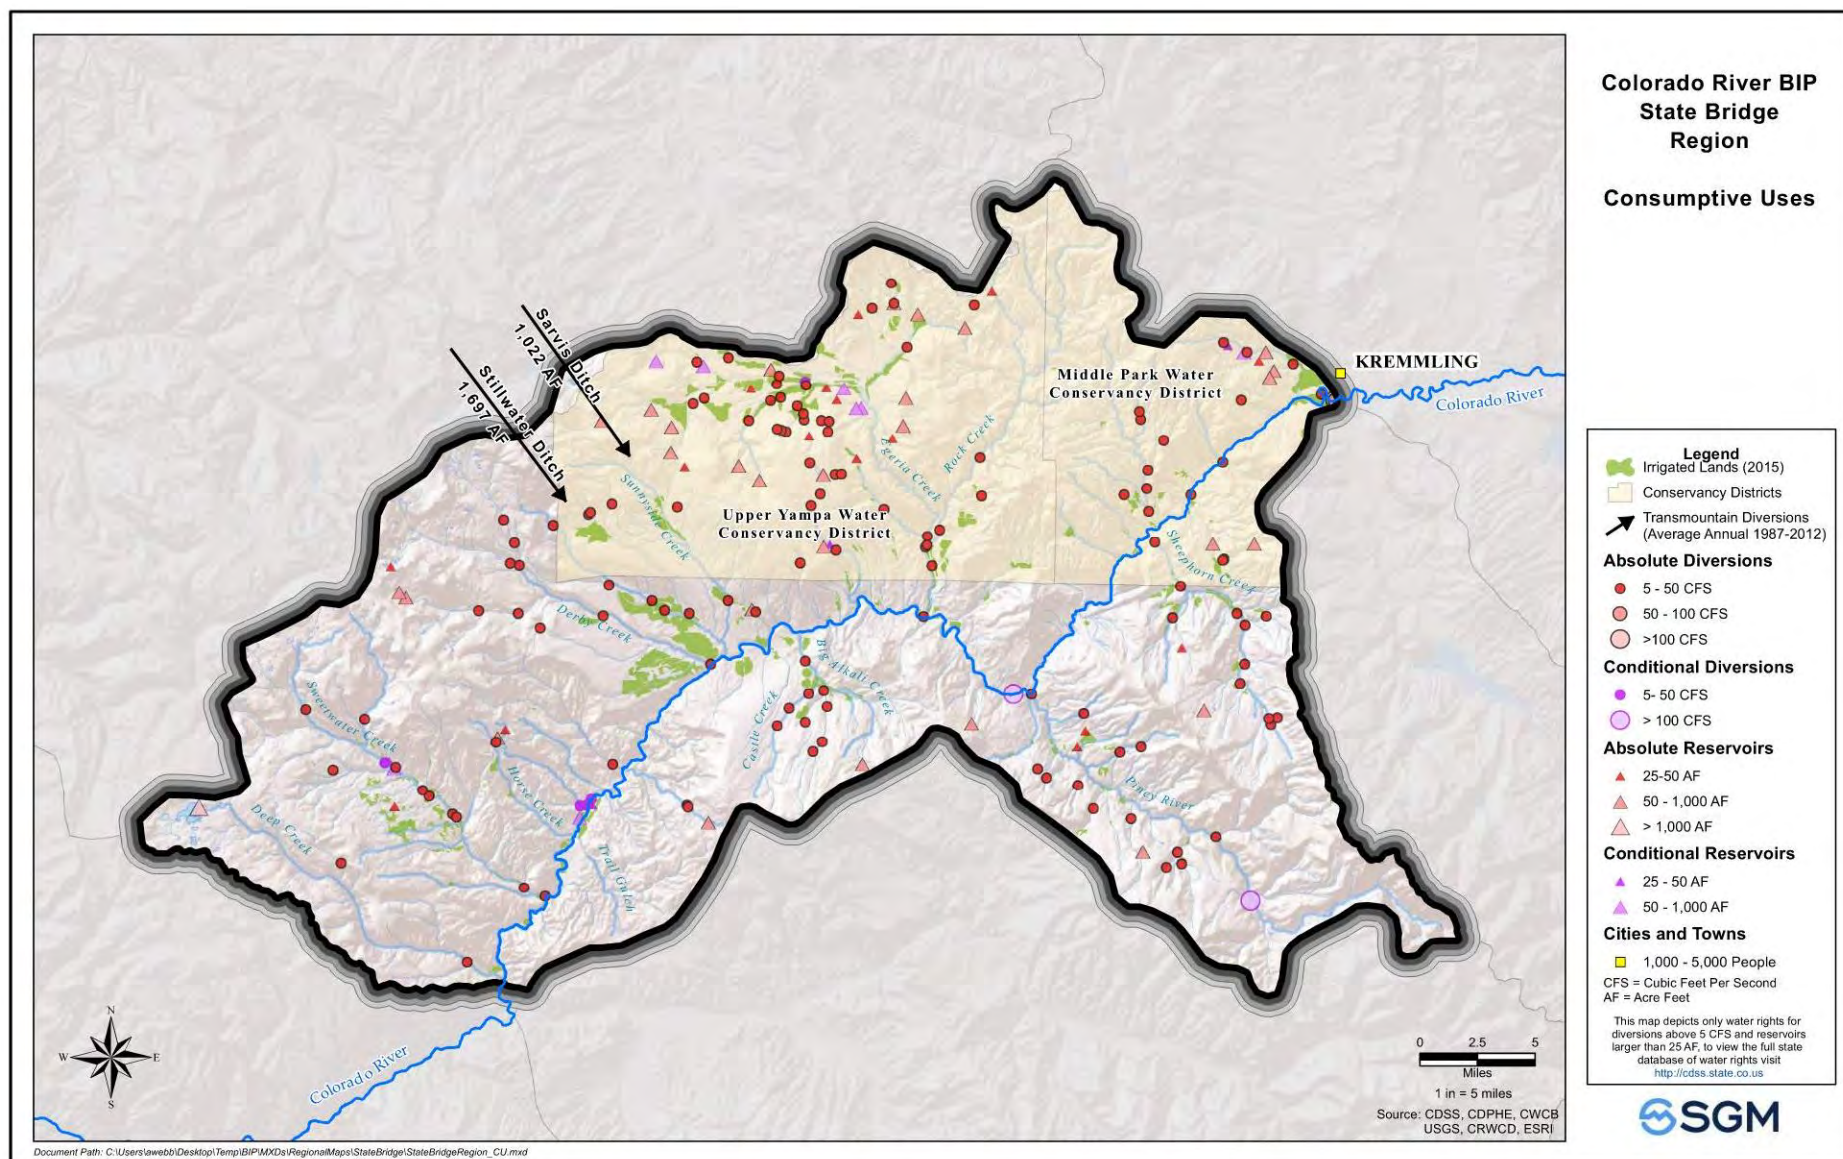 Colorado River BIP
State Bridge
Region
Consumptive Uses
Sarvis Ditch
1,022 AF
Stillwater Ditch
1,697 AF
KREMMLING
Colorado River
Middle Park Water
Conservancy District
Rock Creek
Egeria Creek
Sunnyside Creek
Upper Yampa Water
Conservancy District
Sheephorn Creek
Derby Creek
Big Alkali Creek
Castle Creek
Sweetwater Creek
Horse Creek
Piney River
Deep Creek
Trail Gulch
Colorado River
N
W
E
S
0 2.5 5
Miles
1 in = 5 miles
Source: CDSS, CDPHE, CWCB
USGS, CRWCD, ESRI
Legend
Irrigated Lands (2015)
Conservancy Districts
Transmountain Diversions
(Average Annual 1987-2012)
Absolute Diversions
5 - 50 CFS
50 - 100 CFS
>100 CFS
Conditional Diversions
5- 50 CFS
> 100 CFS
Absolute Reservoirs
25-50 AF
50 - 1,000 AF
> 1,000 AF
Conditional Reservoirs
25 - 50 AF
50 - 1,000 AF
Cities and Towns
1,000 - 5,000 People
CFS = Cubic Feet Per Second
AF = Acre Feet
This map depicts only water rights for
diversions above 5 CFS and reservoirs
larger than 25 AF, to view the full state
database of water rights visit
http://cdss.state.co.us
SGM
Document Path: C:\Users\awebb\Desktop\Temp\BIP\MXDs\RegionalMaps\StateBridge\StateBridgeRegion_CU.mxd